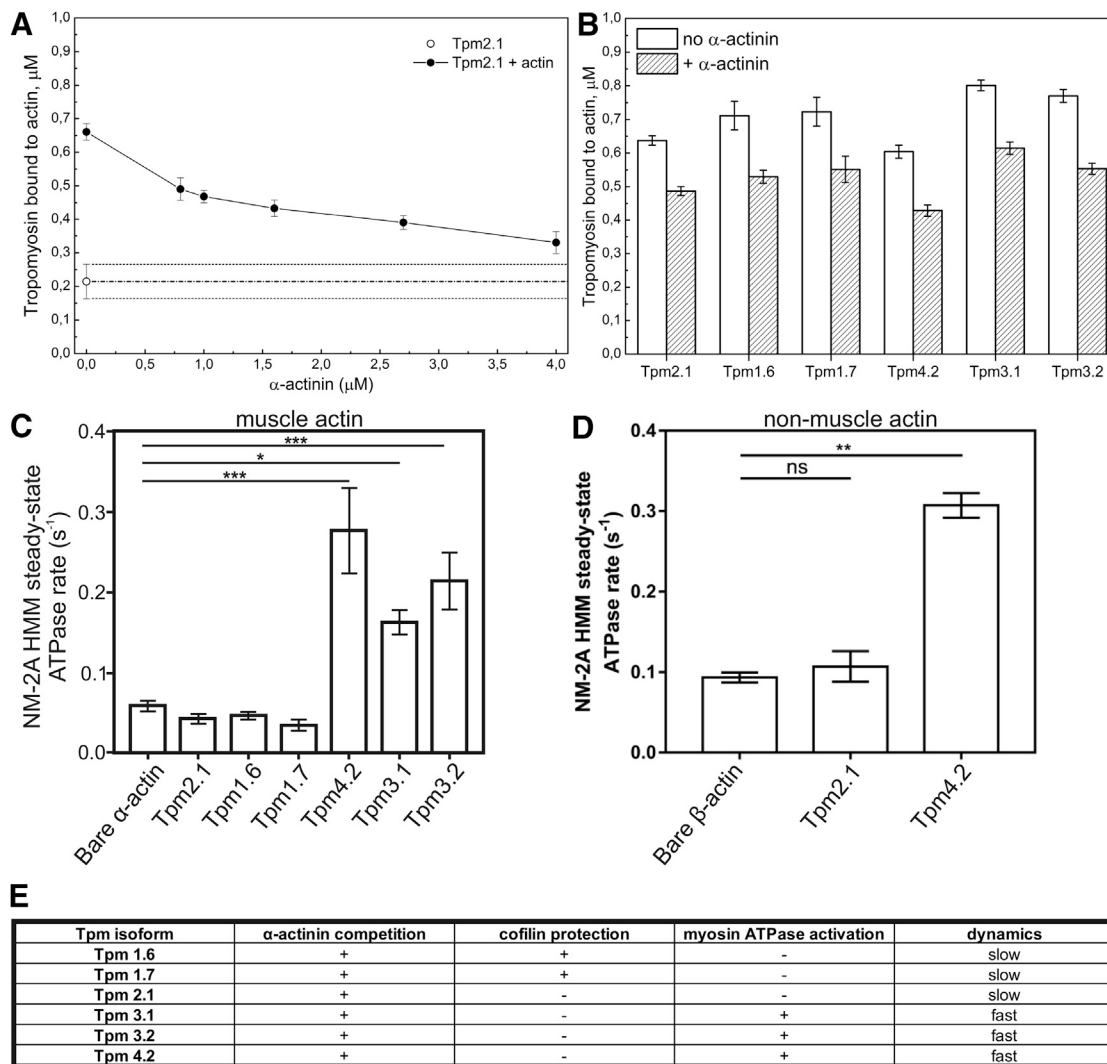 A
Tropomyosin bound to actin, μM
1,0
0,9
0,8
0,7
0,6
0,5
0,4
0,3
0,2
0,1
0,0
Tpm2.1
Tpm2.1 + actin
0,0 0,5 1,0 1,5 2,0 2,5 3,0 3,5 4,0
α-actinin (μM)
B
Tropomyosin bound to actin, μM
1,0
0,9
0,8
0,7
0,6
0,5
0,4
0,3
0,2
0,1
0,0
no α-actinin
+ α-actinin
Tpm2.1 Tpm1.6 Tpm1.7 Tpm4.2 Tpm3.1 Tpm3.2
C
muscle actin
NM-2A HMM steady-state
ATPase rate (s-1)
0.4
0.3
0.2
0.1
0.0
***
*
***
Bare α-actin
Tpm2.1
Tpm1.6
Tpm1.7
Tpm4.2
Tpm3.1
Tpm3.2
D
non-muscle actin
NM-2A HMM steady-state
ATPase rate (s-1)
0.4
0.3
0.2
0.1
0.0
**
ns
Bare β-actin
Tpm2.1
Tpm4.2
E
Tpm isoform α-actinin competition cofilin protection myosin ATPase activation dynamics
Tpm 1.6 + + - slow
Tpm 1.7 + + - slow
Tpm 2.1 + - - slow
Tpm 3.1 + - + fast
Tpm 3.2 + - + fast
Tpm 4.2 + - + fast